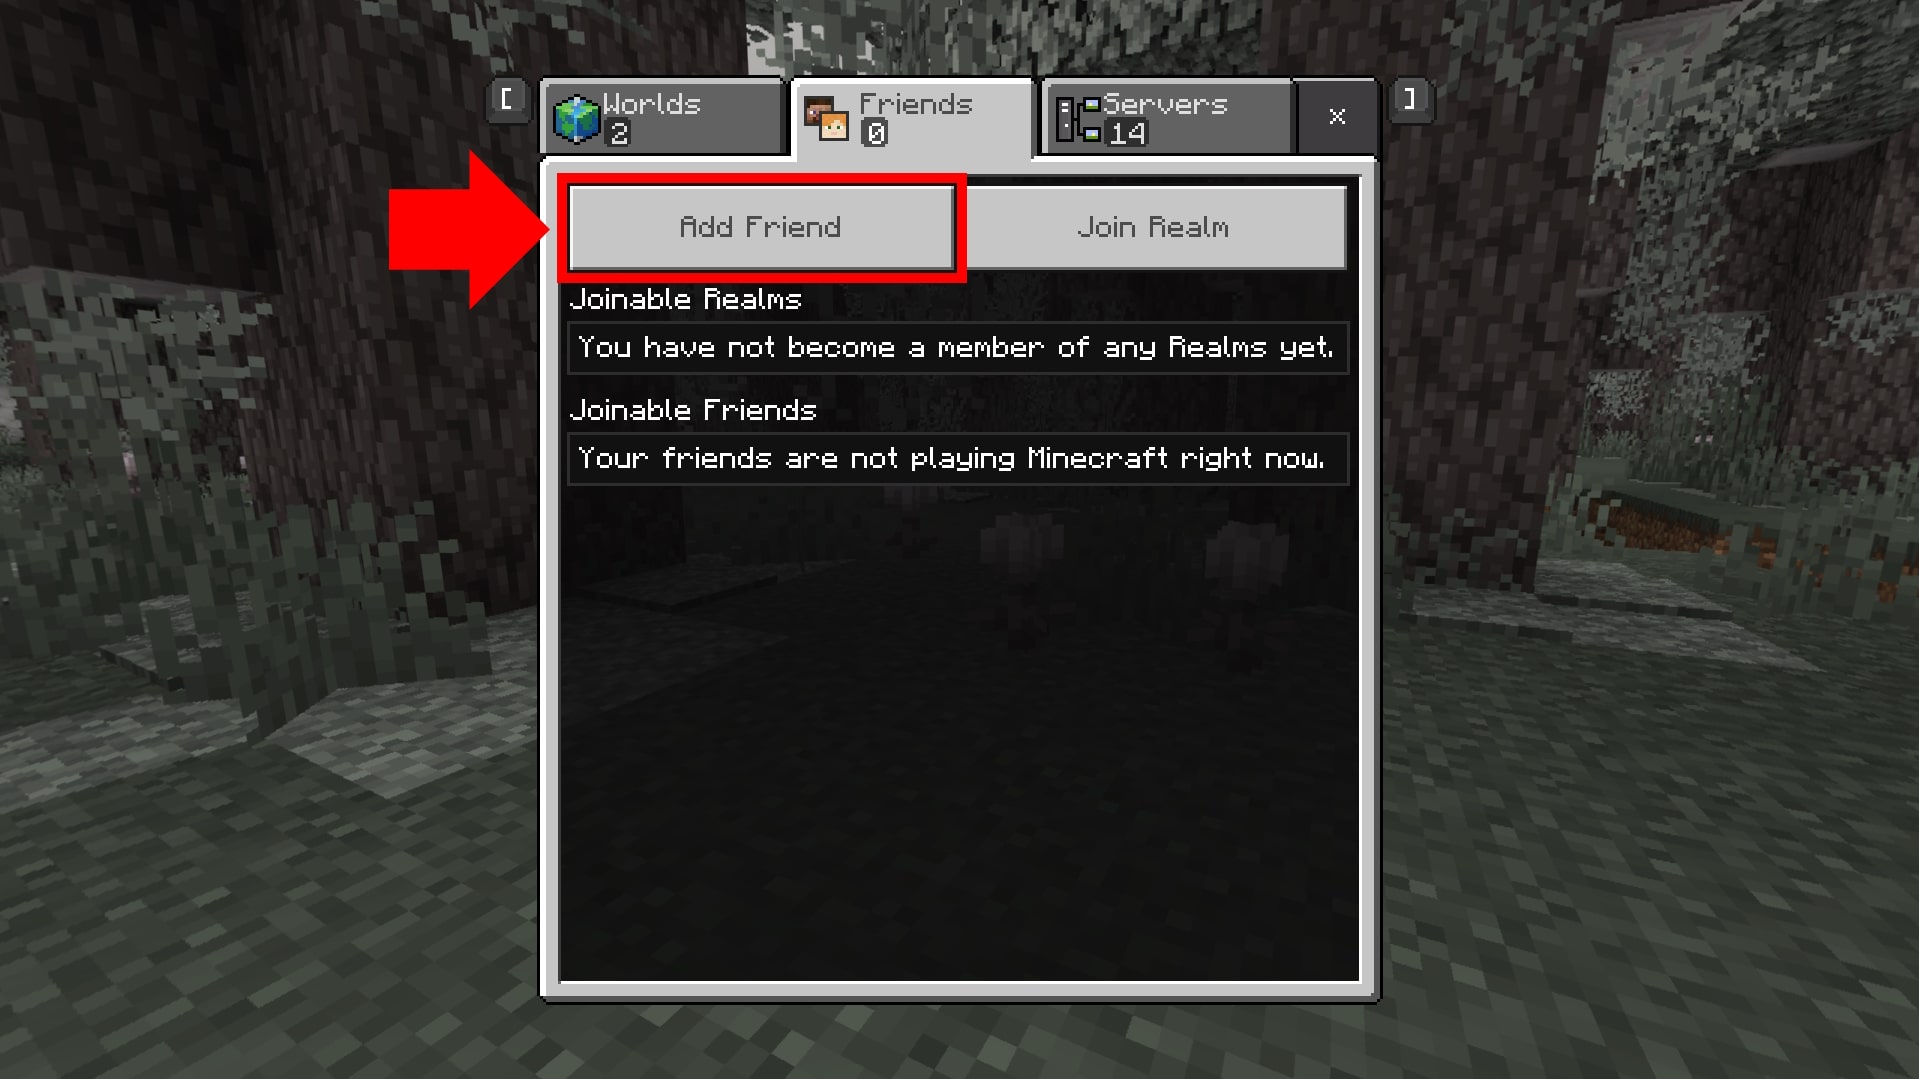 [
Worlds
2
Friends
0
Servers
14
x
]
Add Friend
Join Realm
Joinable Realms
You have not become a member of any Realms yet.
Joinable Friends
Your friends are not playing Minecraft right now.